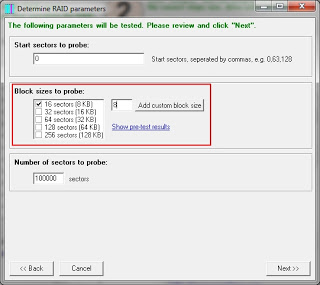 Determine RAID parameters
The following parameters will be tested. Please review and click "Next".
Start sectors to probe:
0
Start sectors, seperated by commas, e.g. 0,63,128
Block sizes to probe:
16 sectors (8 KB)
32 sectors (16 KB)
64 sectors (32 KB)
128 sectors (64 KB)
256 sectors (128 KB)
8
Add custom block size
Show pre-test results
Number of sectors to probe:
100000
sectors
<< Back
Cancel
Next >>